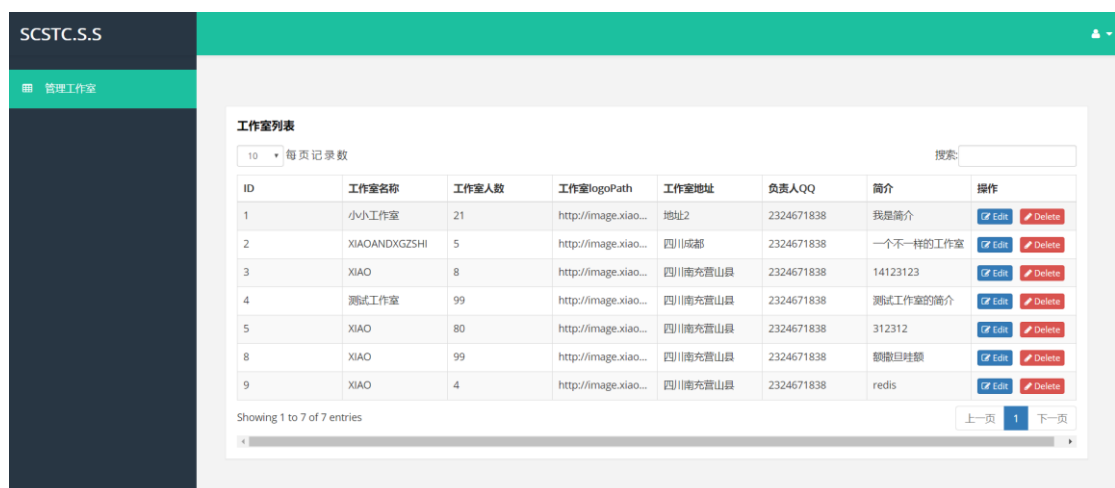 SCSTC.S.S
管理工作室
工作室列表
10 每页记录数 搜索:
ID 工作室名称 工作室人数 工作室logoPath 工作室地址 负责人QQ 简介 操作
1 小小工作室 21 http://image.xiao... 地址2 2324671838 我是简介 Edit Delete
2 XIAOANDXGZSHI 5 http://image.xiao... 四川成都 2324671838 一个不一样的工作室 Edit Delete
3 XIAO 8 http://image.xiao... 四川南充营山县 2324671838 14123123 Edit Delete
4 测试工作室 99 http://image.xiao... 四川南充营山县 2324671838 测试工作室的简介 Edit Delete
5 XIAO 80 http://image.xiao... 四川南充营山县 2324671838 312312 Edit Delete
8 XIAO 99 http://image.xiao... 四川南充营山县 2324671838 额撒旦哇额 Edit Delete
9 XIAO 4 http://image.xiao... 四川南充营山县 2324671838 redis Edit Delete
Showing 1 to 7 of 7 entries 上一页 1 下一页